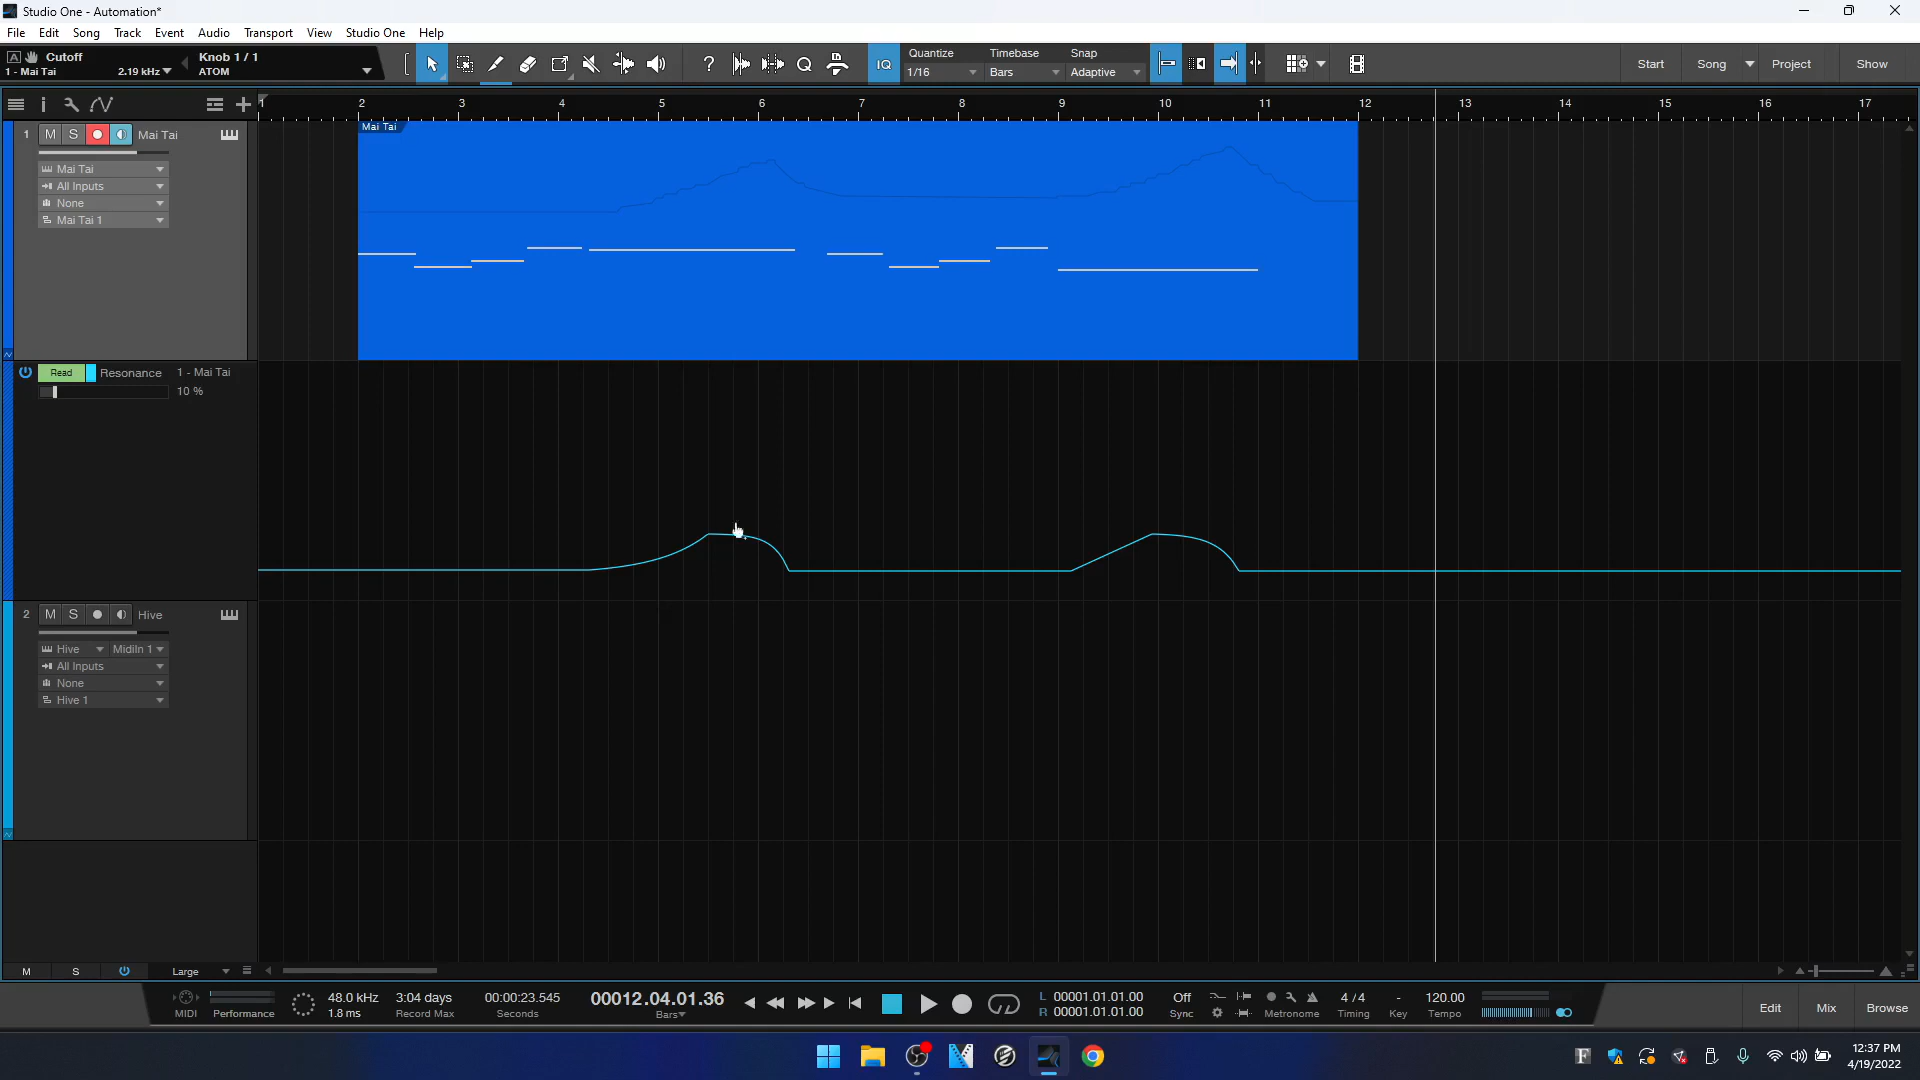 Studio One - Automation*
File Edit Song Track Event Audio Transport View Studio One Help
A Cutoff Knob 1 / 1
1 - Mai Tai 2.19 kHz ATOM
IQ
Quantize Timebase Snap
1/16 Bars Adaptive
Start Song Project Show
1 2 3 4 5 6 7 8 9 10 11 12 13 14 15 16 17
1 M S Mai Tai
Mai Tai
Mai Tai
All Inputs
None
Mai Tai 1
Read Resonance 1 - Mai Tai
10 %
2 M S Hive
Hive MidiIn 1
All Inputs
None
Hive 1
M S Large
48.0 kHz 3:04 days 00:00:23.545 00012.04.01.36 L 00001.01.01.00 Off 4 / 4 - 120.00
MIDI Performance 1.8 ms Record Max Seconds Bars R 00001.01.01.00 Sync Metronome Timing Key Tempo
Edit Mix Browse
12:37 PM
4/19/2022